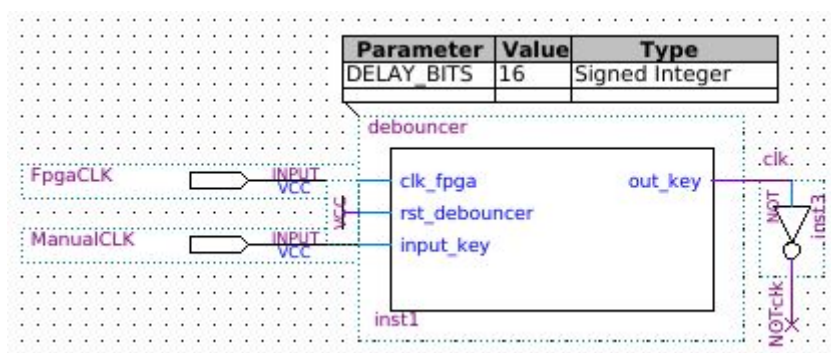 Parameter Value Type
DELAY_BITS 16 Signed Integer
debouncer
FpgaCLK INPUT VCC
clk_fpga out_key
clk
NOT
inst3
VCC
rst_debouncer
ManualCLK INPUT VCC
input_key
inst1
NOT-clk